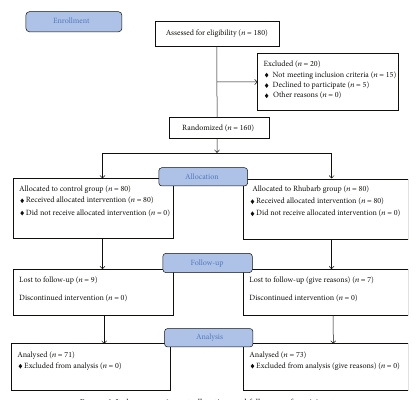 Enrollment
Assessed for eligibility (n = 180)
Excluded (n = 20)
♦ Not meeting inclusion criteria (n = 15)
♦ Declined to participate (n = 5)
♦ Other reasons (n = 0)
Randomized (n = 160)
Allocation
Allocated to control group (n = 80)
♦ Received allocated intervention (n = 80)
♦ Did not receive allocated intervention (n = 0)
Allocated to Rhubarb group (n = 80)
♦ Received allocated intervention (n = 80)
♦ Did not receive allocated intervention (n = 0)
Follow-up
Lost to follow-up (n = 9)
Discontinued intervention (n = 0)
Lost to follow-up (give reasons) (n = 7)
Discontinued intervention (n = 0)
Analysis
Analysed (n = 71)
♦ Excluded from analysis (n = 0)
Analysed (n = 73)
♦ Excluded from analysis (give reasons) (n = 0)